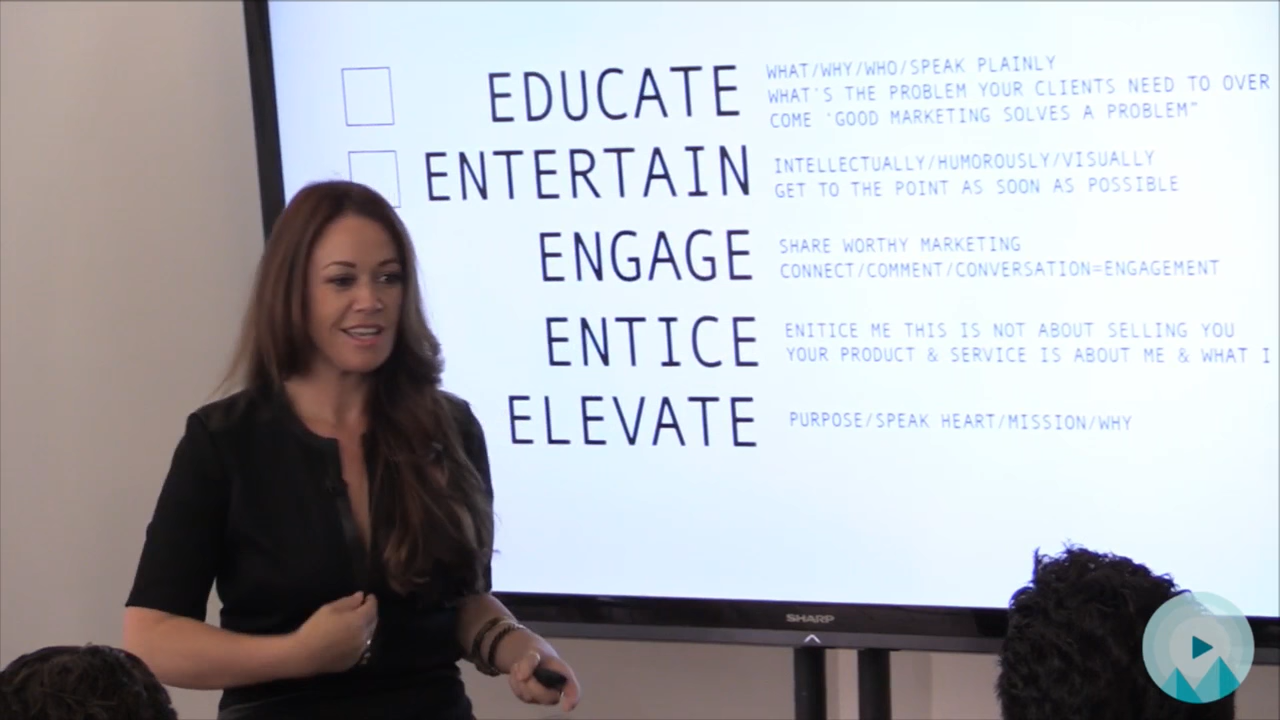 EDUCATE
WHAT/WHY/WHO/SPEAK PLAINLY
WHAT'S THE PROBLEM YOUR CLIENTS NEED TO OVER
COME 'GOOD MARKETING SOLVES A PROBLEM"
ENTERTAIN
INTELLECTUALLY/HUMOROUSLY/VISUALLY
GET TO THE POINT AS SOON AS POSSIBLE
ENGAGE
SHARE WORTHY MARKETING
CONNECT/COMMENT/CONVERSATION=ENGAGEMENT
ENTICE
ENITICE ME THIS IS NOT ABOUT SELLING YOU
YOUR PRODUCT & SERVICE IS ABOUT ME & WHAT I
ELEVATE
PURPOSE/SPEAK HEART/MISSION/WHY
SHARP